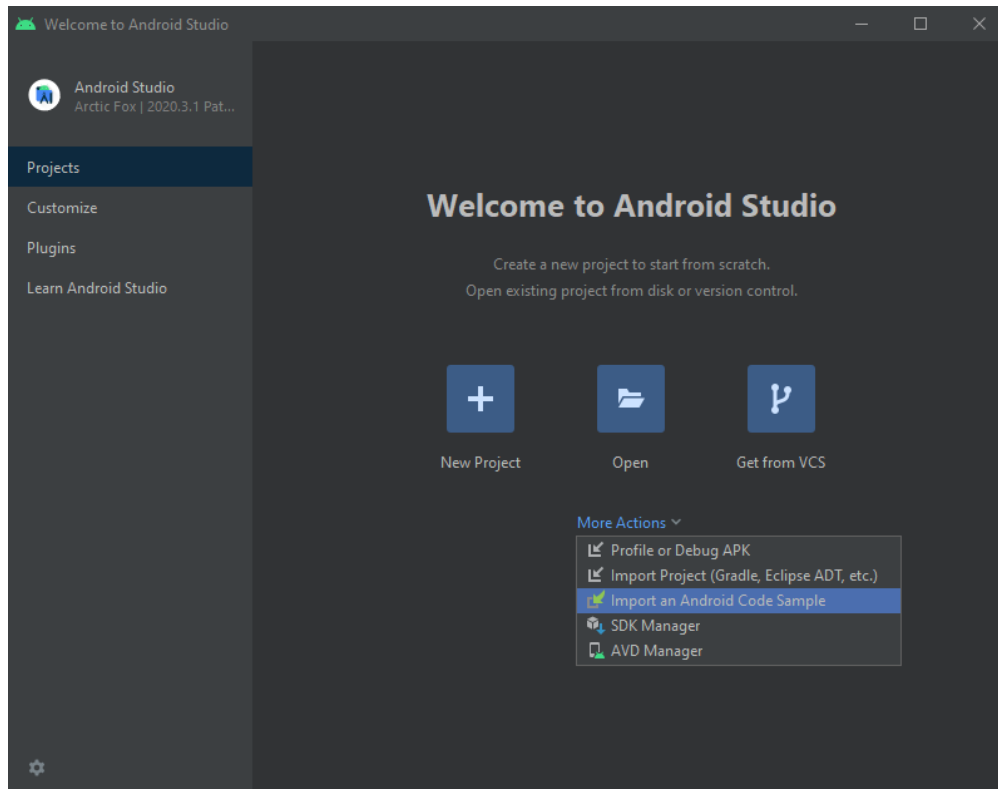 Welcome to Android Studio
Android Studio
Arctic Fox | 2020.3.1 Pat...
Projects
Customize
Plugins
Learn Android Studio
Welcome to Android Studio
Create a new project to start from scratch.
Open existing project from disk or version control.
New Project
Open
Get from VCS
More Actions
Profile or Debug APK
Import Project (Gradle, Eclipse ADT, etc.)
Import an Android Code Sample
SDK Manager
AVD Manager